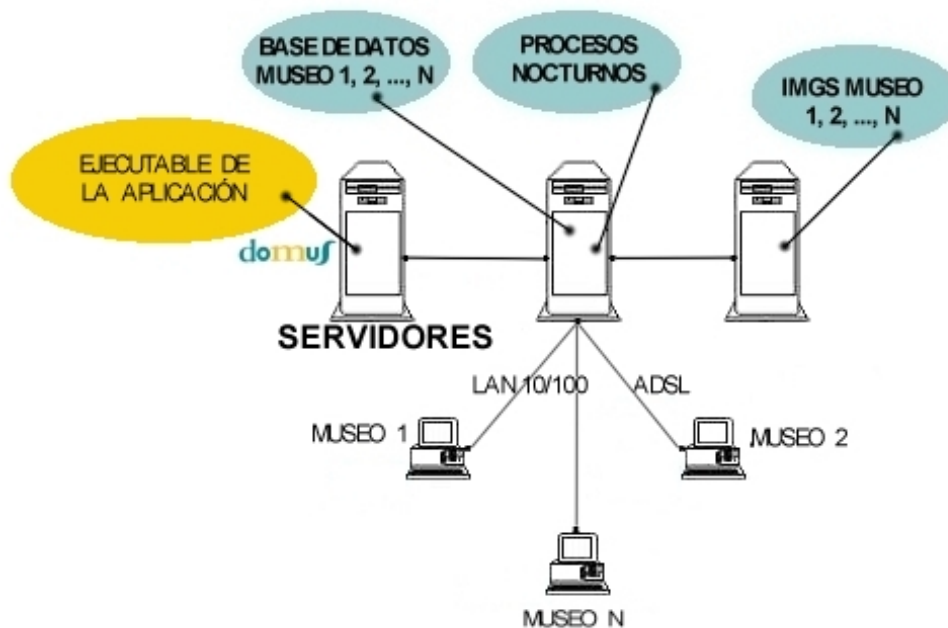 BASE DE DATOS
MUSEO 1, 2, ..., N
PROCESOS
NOCTURNOS
IMGS MUSEO
1, 2, ..., N
EJECUTABLE DE
LA APLICACIÓN
domus
SERVIDORES
LAN 10/100
ADSL
MUSEO 1
MUSEO 2
MUSEO N